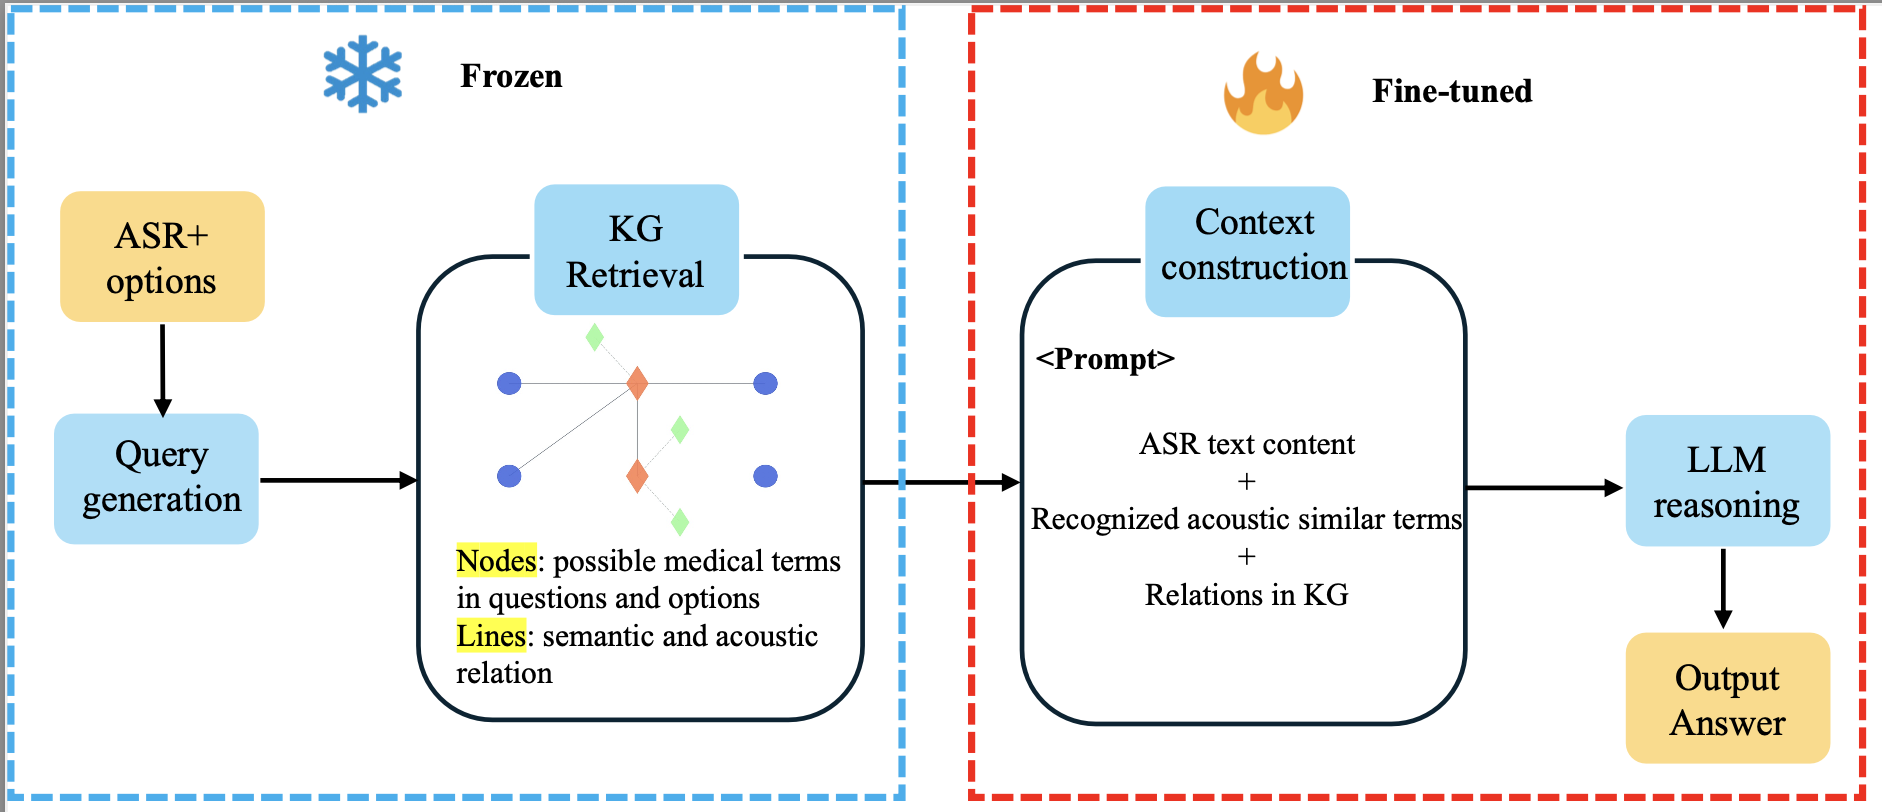 Frozen
ASR+
options
Query
generation
KG
Retrieval
Nodes: possible medical terms
in questions and options
Lines: semantic and acoustic
relation
Fine-tuned
Context
construction
<Prompt>
ASR text content
+
Recognized acoustic similar terms
+
Relations in KG
LLM
reasoning
Output
Answer